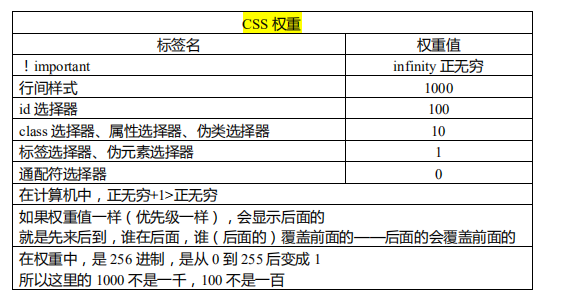 CSS 权重
标签名 权重值
！important infinity 正无穷
行间样式 1000
id 选择器 100
class 选择器、属性选择器、伪类选择器 10
标签选择器、伪元素选择器 1
通配符选择器 0
在计算机中，正无穷+1>正无穷
如果权重值一样（优先级一样），会显示后面的
就是先来后到，谁在后面，谁（后面的）覆盖前面的——后面的会覆盖前面的
在权重中，是 256 进制，是从 0 到 255 后变成 1
所以这里的 1000 不是一千，100 不是一百